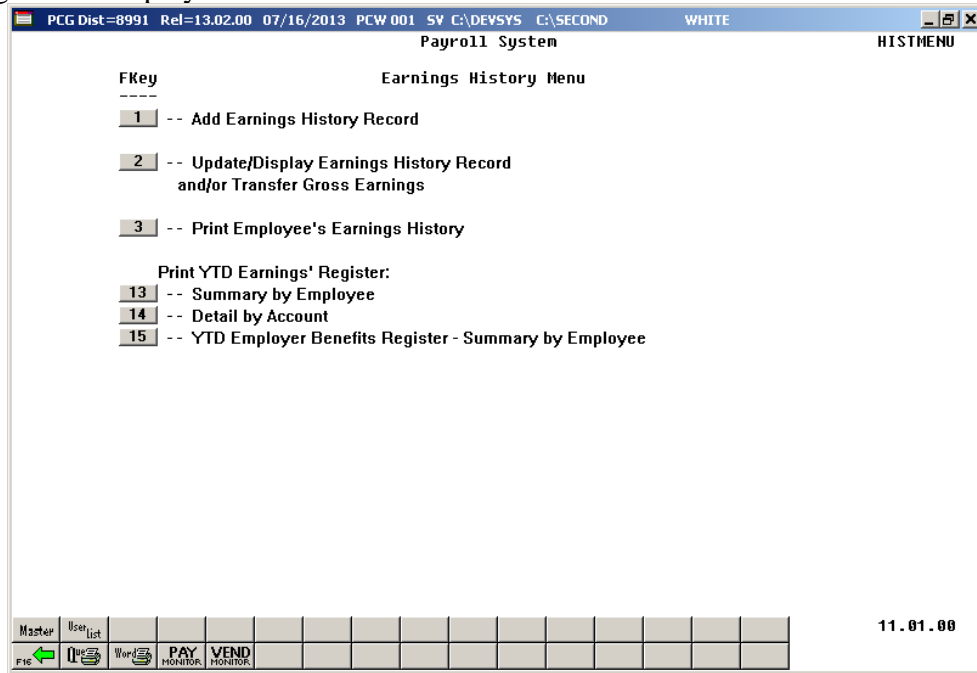 PCG Dist=8991 Rel=13.02.00 07/16/2013 PCW 001 SV C:\DEVSYS C:\SECOND WHITE
Payroll System HISTMENU
FKey Earnings History Menu
----
1 -- Add Earnings History Record
2 -- Update/Display Earnings History Record
and/or Transfer Gross Earnings
3 -- Print Employee's Earnings History
Print YTD Earnings' Register:
13 -- Summary by Employee
14 -- Detail by Account
15 -- YTD Employer Benefits Register - Summary by Employee
Master User List 11.01.00
F16 Que Word PAY MONITOR VEND MONITOR